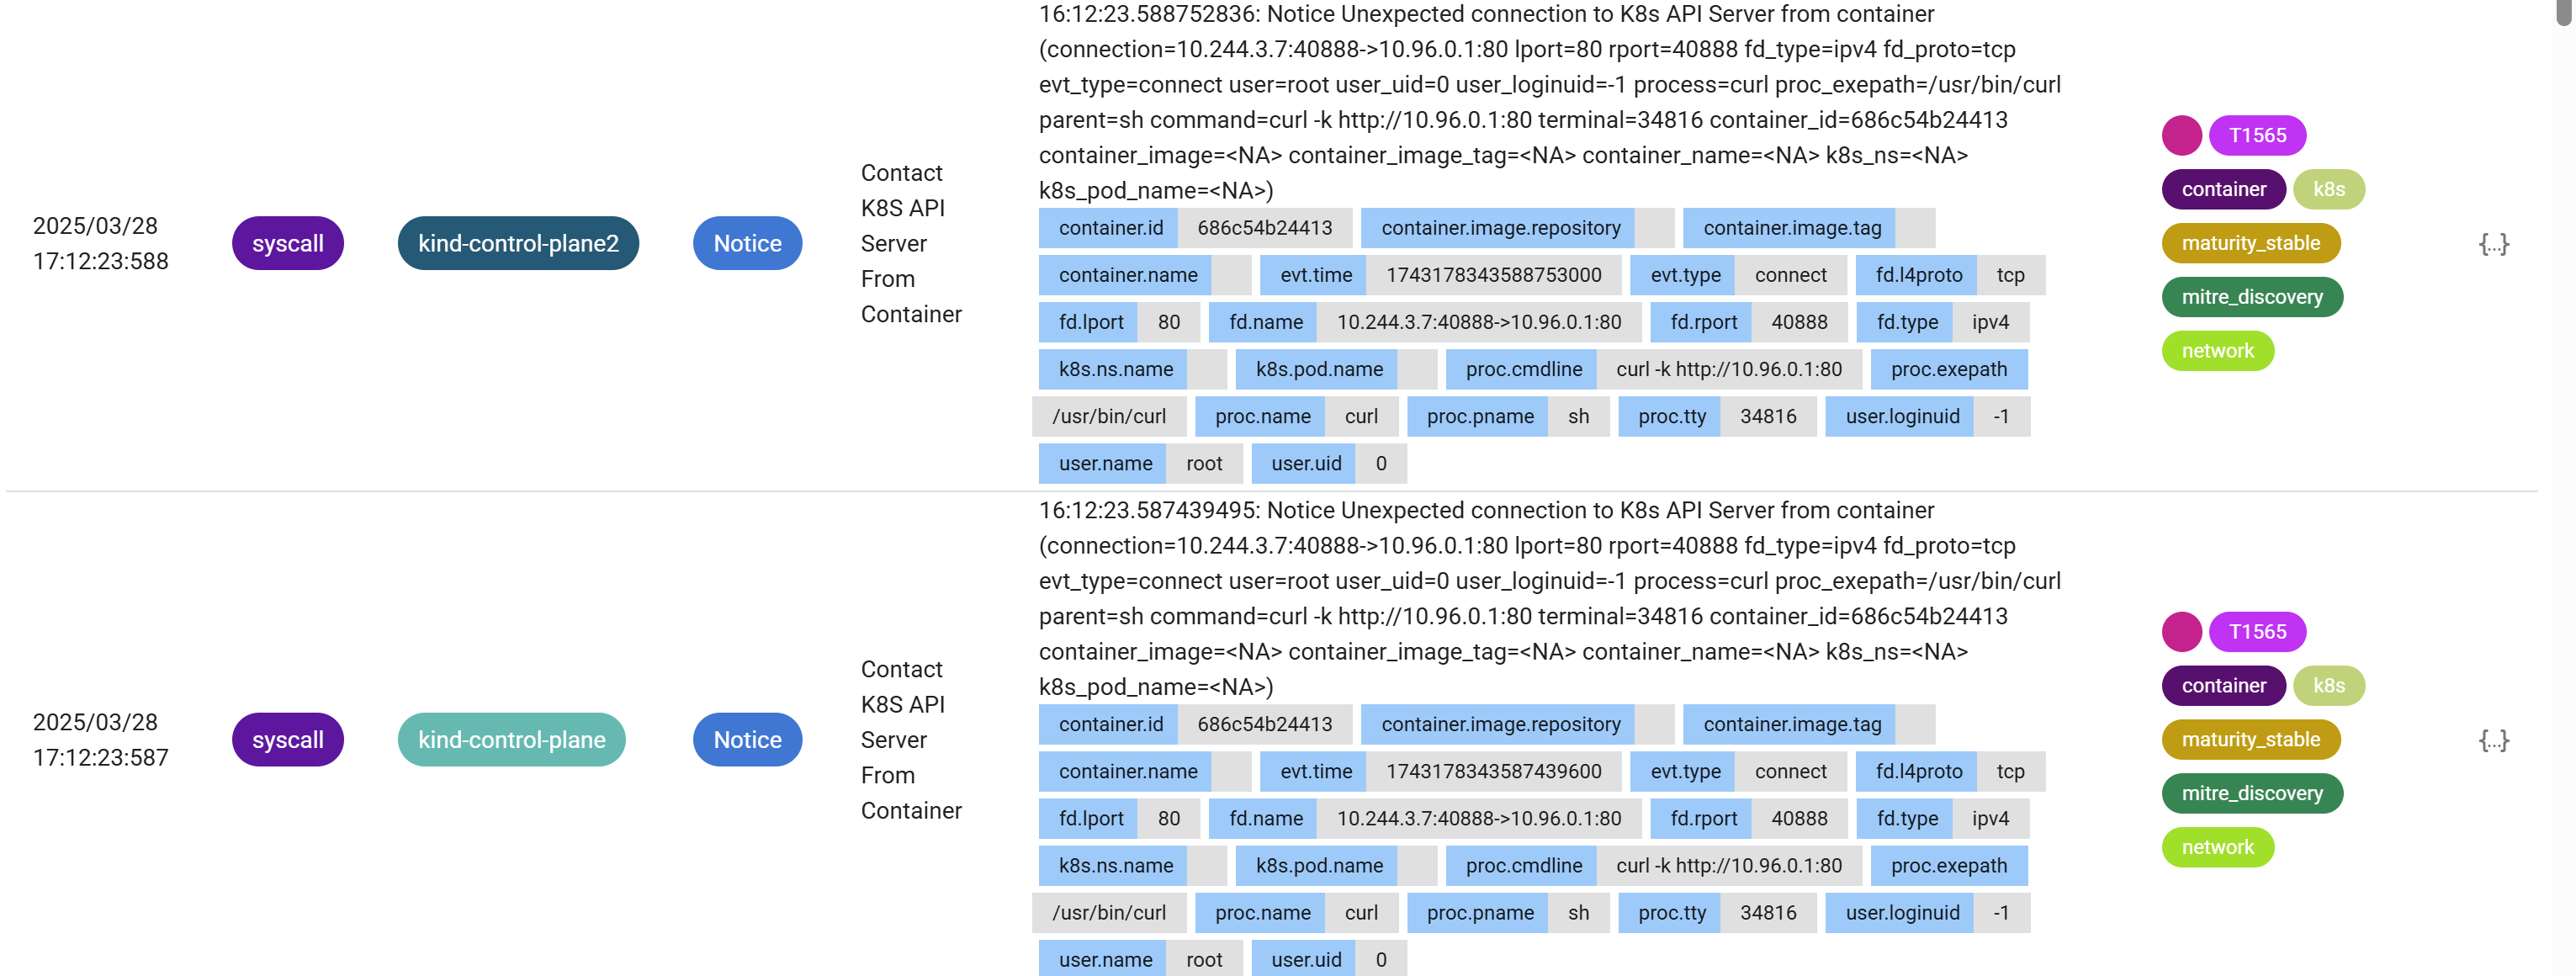 2025/03/28
17:12:23:588
syscall
kind-control-plane2
Notice
Contact
K8S API
Server
From
Container
16:12:23.588752836: Notice Unexpected connection to K8s API Server from container
(connection=10.244.3.7:40888->10.96.0.1:80 lport=80 rport=40888 fd_type=ipv4 fd_proto=tcp
evt_type=connect user=root user_uid=0 user_loginuid=-1 process=curl proc_exepath=/usr/bin/curl
parent=sh command=curl -k http://10.96.0.1:80 terminal=34816 container_id=686c54b24413
container_image=<NA> container_image_tag=<NA> container_name=<NA> k8s_ns=<NA>
k8s_pod_name=<NA>)
container.id 686c54b24413 container.image.repository container.image.tag
container.name evt.time 1743178343588753000 evt.type connect fd.l4proto tcp
fd.lport 80 fd.name 10.244.3.7:40888->10.96.0.1:80 fd.rport 40888 fd.type ipv4
k8s.ns.name k8s.pod.name proc.cmdline curl -k http://10.96.0.1:80 proc.exepath
/usr/bin/curl proc.name curl proc.pname sh proc.tty 34816 user.loginuid -1
user.name root user.uid 0
T1565
container k8s
maturity_stable
mitre_discovery
network
{...}
2025/03/28
17:12:23:587
syscall
kind-control-plane
Notice
Contact
K8S API
Server
From
Container
16:12:23.587439495: Notice Unexpected connection to K8s API Server from container
(connection=10.244.3.7:40888->10.96.0.1:80 lport=80 rport=40888 fd_type=ipv4 fd_proto=tcp
evt_type=connect user=root user_uid=0 user_loginuid=-1 process=curl proc_exepath=/usr/bin/curl
parent=sh command=curl -k http://10.96.0.1:80 terminal=34816 container_id=686c54b24413
container_image=<NA> container_image_tag=<NA> container_name=<NA> k8s_ns=<NA>
k8s_pod_name=<NA>)
container.id 686c54b24413 container.image.repository container.image.tag
container.name evt.time 1743178343587439600 evt.type connect fd.l4proto tcp
fd.lport 80 fd.name 10.244.3.7:40888->10.96.0.1:80 fd.rport 40888 fd.type ipv4
k8s.ns.name k8s.pod.name proc.cmdline curl -k http://10.96.0.1:80 proc.exepath
/usr/bin/curl proc.name curl proc.pname sh proc.tty 34816 user.loginuid -1
user.name root user.uid 0
T1565
container k8s
maturity_stable
mitre_discovery
network
{...}